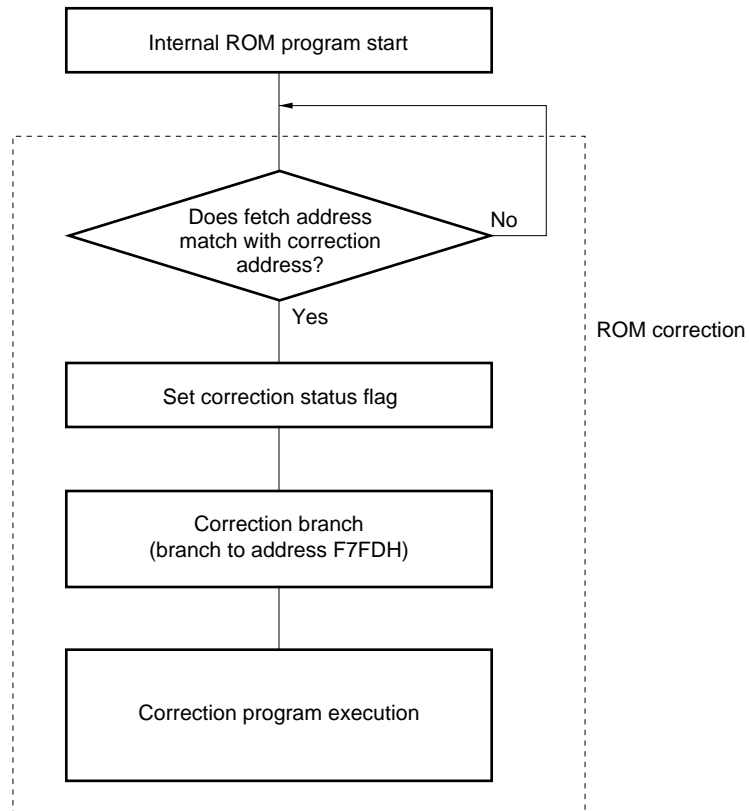 Internal ROM program start
Does fetch address
match with correction
address?
No
Yes
ROM correction
Set correction status flag
Correction branch
(branch to address F7FDH)
Correction program execution